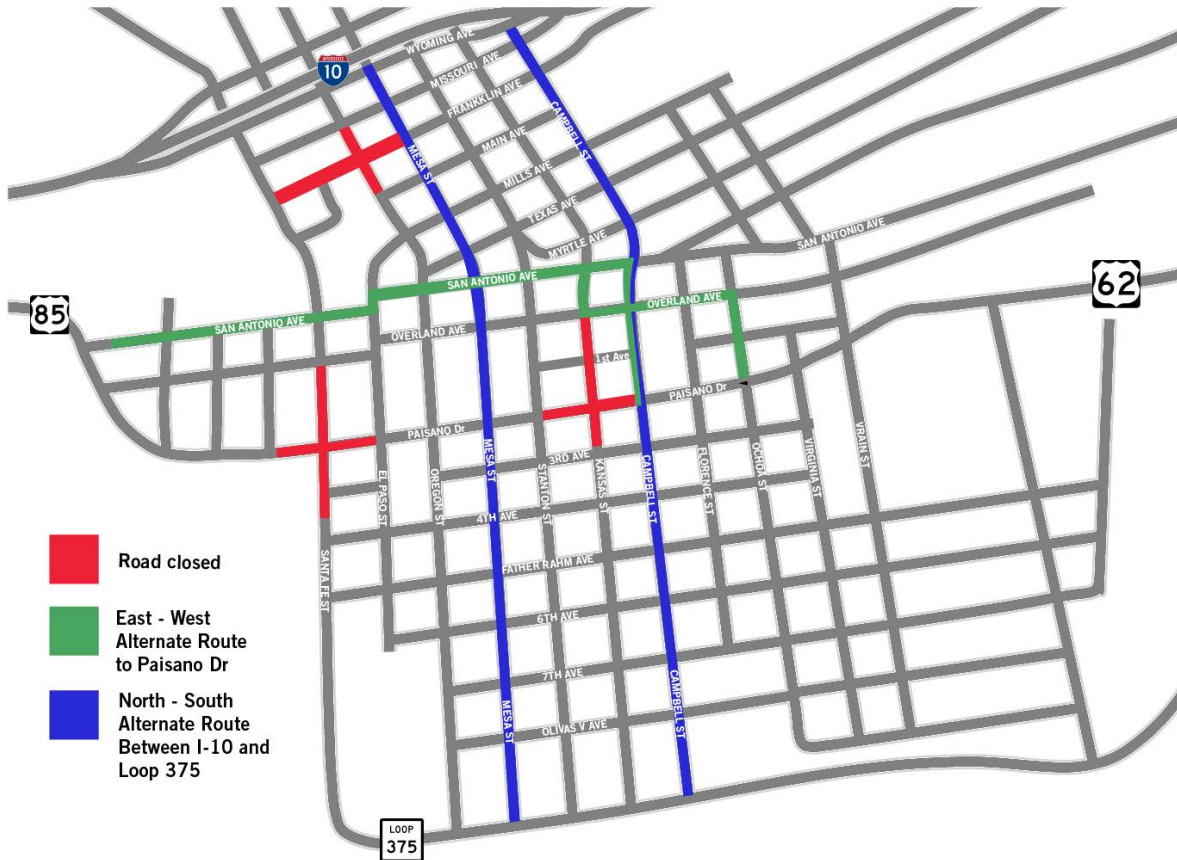 WYOMING AVE
INTERSTATE
10
MISSOURI AVE
FRANKKLIN AVE
CAMPBELL ST
MAIN AVE
MESA ST
MILLS AVE
TEXAS AVE
MYRTLE AVE
SAN ANTONIO AVE
SAN ANTONIO AVE
62
85
SAN ANTONIO AVE
OVERLAND AVE
OVERLAND AVE
1st Ave
PAISANO Dr
PAISANO Dr
MESA ST
3RD AVE
EL PASO ST
OREGON ST
STANTON ST
KANSAS ST
CAMPBELL ST
FLORENCE ST
OCHOA ST
VIRGINIA ST
VRAIN ST
4TH AVE
SANTA FE ST
FATHER RAHM AVE
6TH AVE
7TH AVE
MESA ST
CAMPBELL ST
OLIVAS V AVE
Road closed
East - West
Alternate Route
to Paisano Dr
North - South
Alternate Route
Between I-10 and
Loop 375
LOOP
375